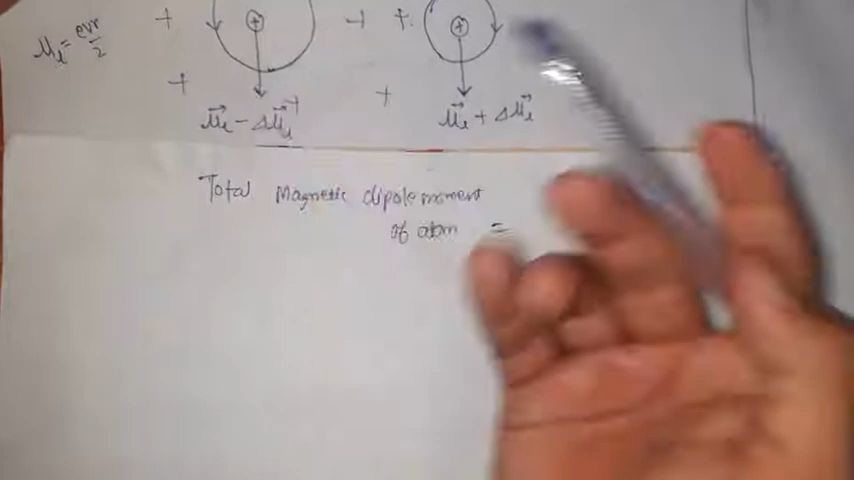 μₗ = evr/2
+ + -| +.
+ +
μₗ⃗ - Δμₗ⃗
μₗ⃗ + Δμₗ⃗
Total Magnetic dipole moment
of atom =